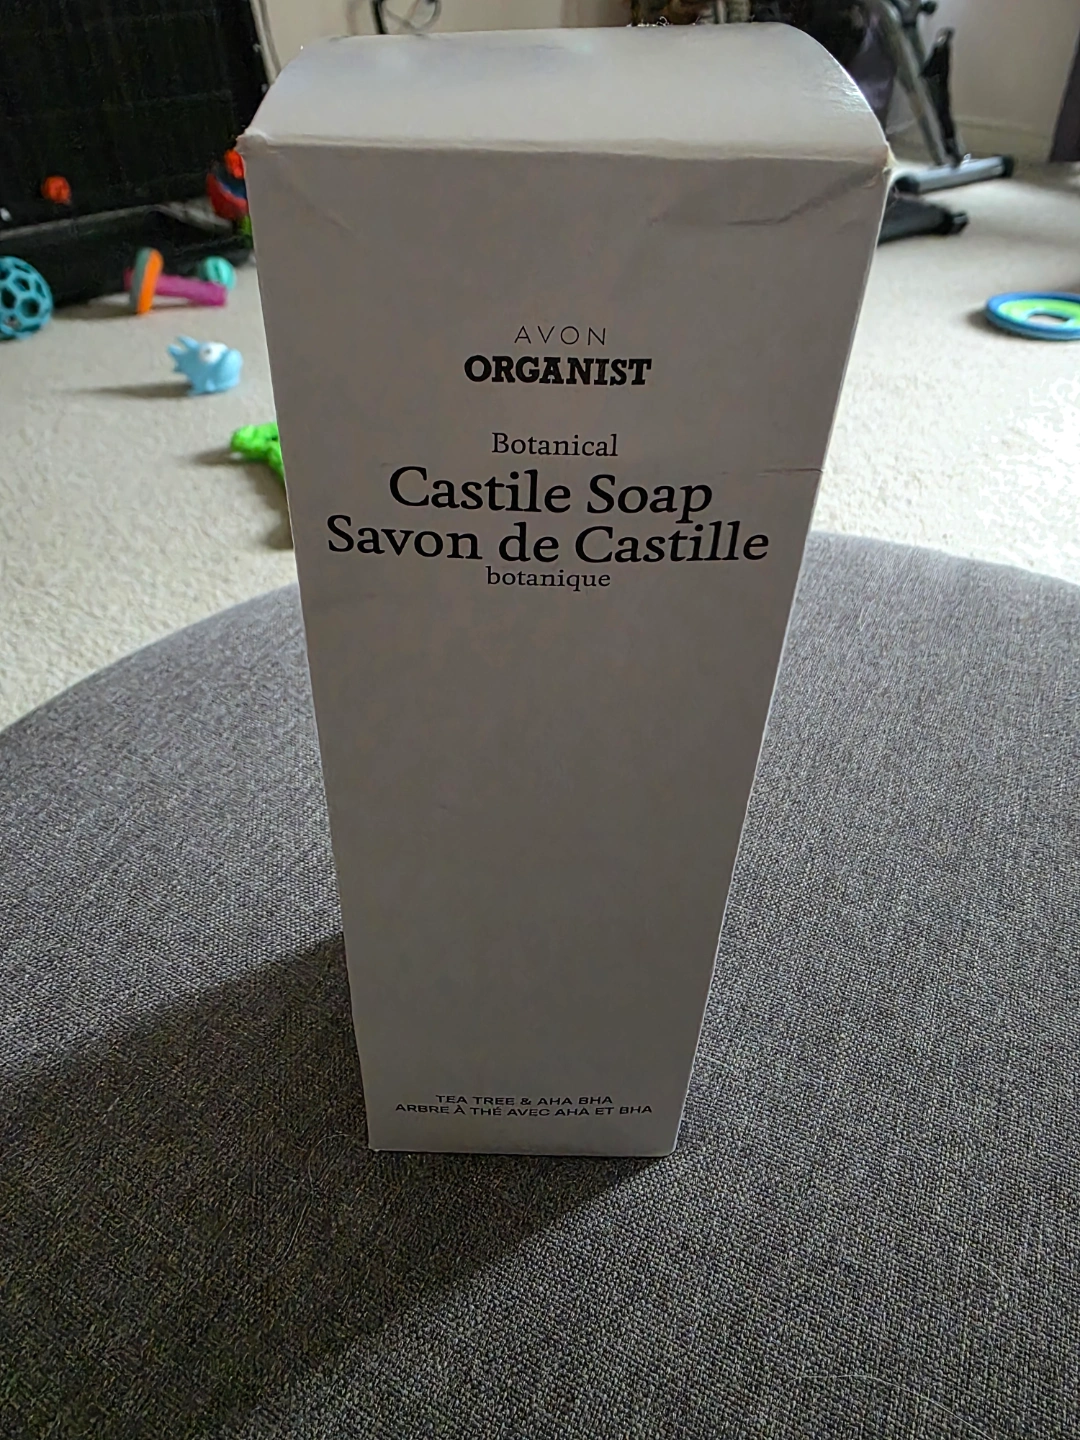 AVON
ORGANIST
Botanical
Castile Soap
Savon de Castille
botanique
TEA TREE & AHA BHA
ARBRE À THÉ AVEC AHA ET BHA